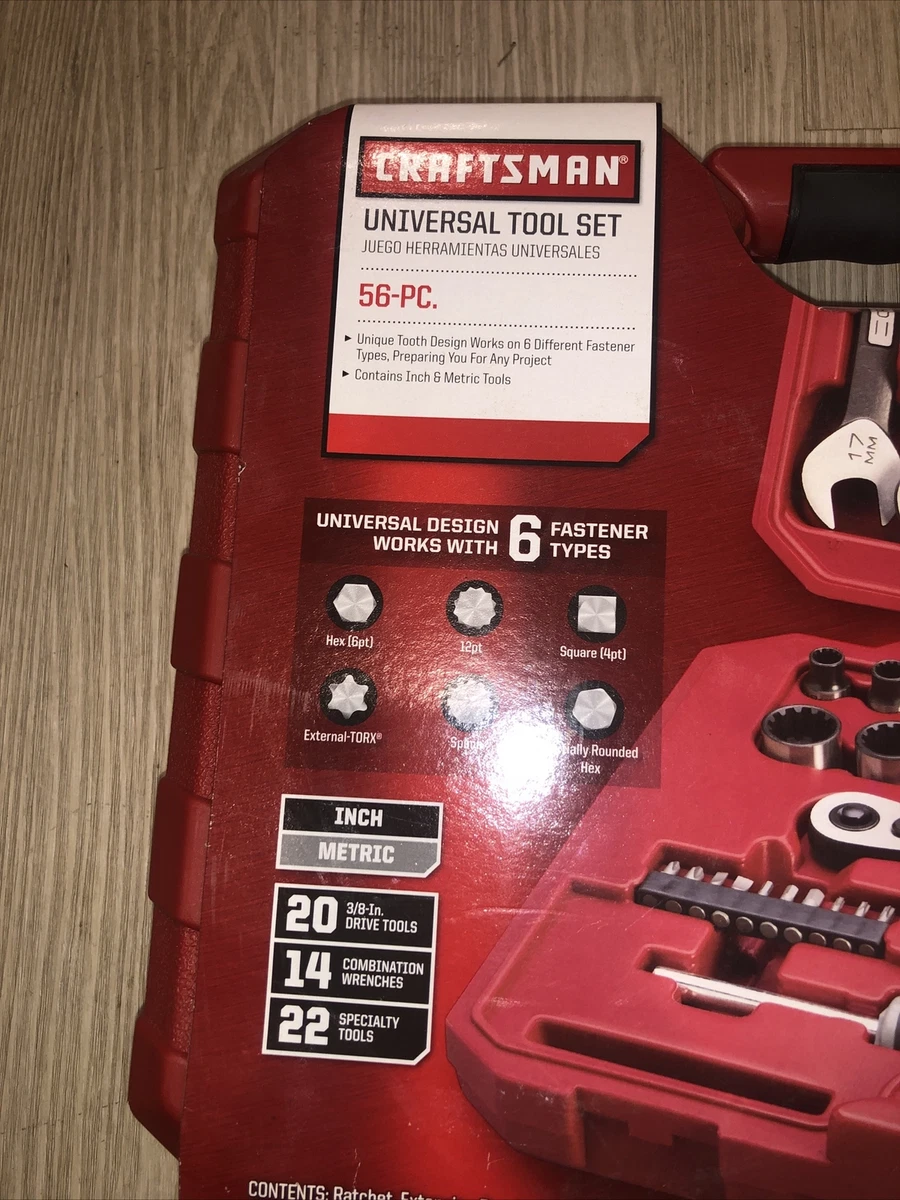 CRAFTSMAN®
UNIVERSAL TOOL SET
JUEGO HERRAMIENTAS UNIVERSALES
56-PC.
▸ Unique Tooth Design Works on 6 Different Fastener
Types, Preparing You For Any Project
▸ Contains Inch & Metric Tools
17
MM
UNIVERSAL DESIGN
WORKS WITH
6
FASTENER
TYPES
Hex (6pt)
12pt
Square (4pt)
External-TORX®
Rounded
Hex
INCH
METRIC
20 3/8-In.
DRIVE TOOLS
14 COMBINATION
WRENCHES
22 SPECIALTY
TOOLS
CONTENTS: Ratchet,